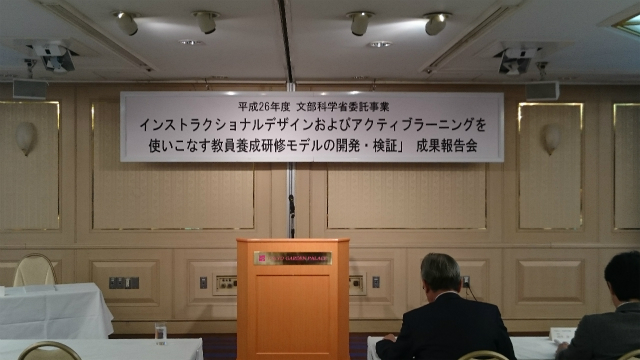 平成26年度 文部科学省委託事業
インストラクショナルデザインおよびアクティブラーニングを
使いこなす教員養成研修モデルの開発・検証」 成果報告会
GARDEN PALACE